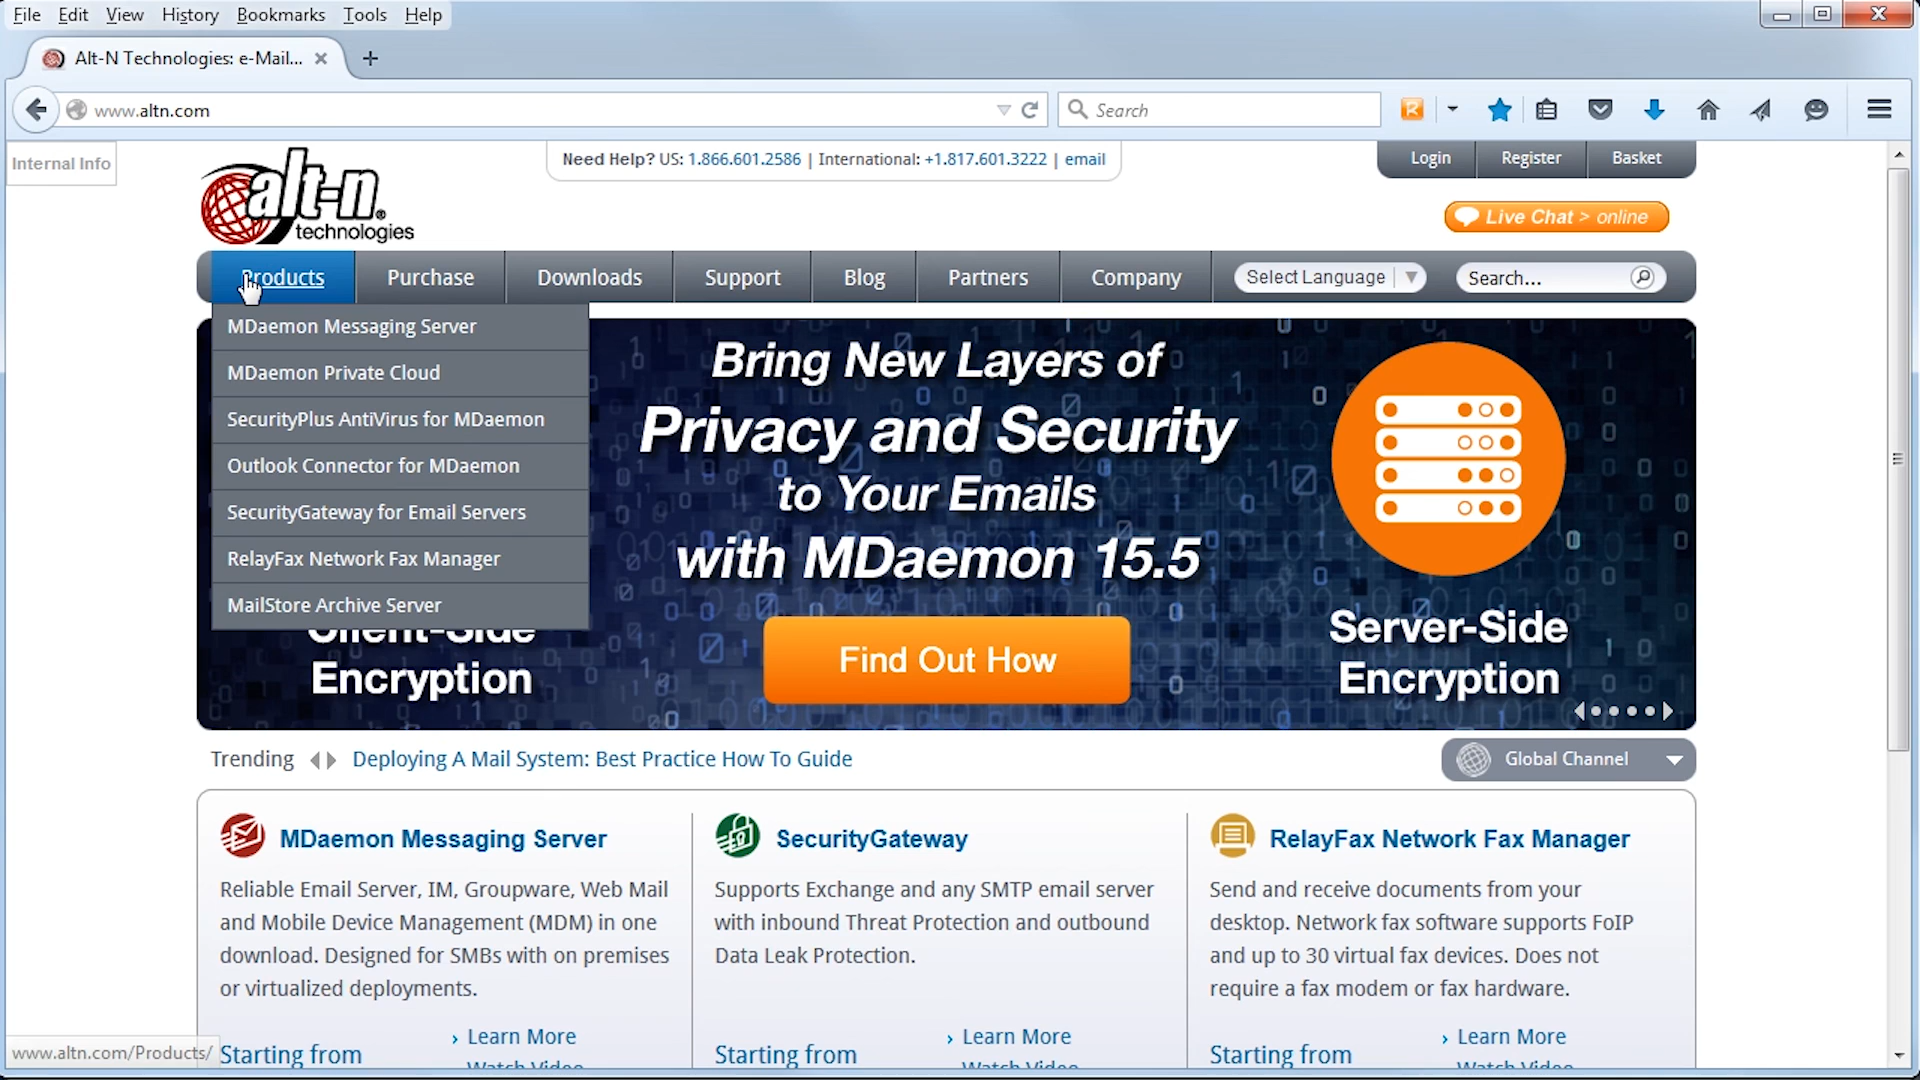 File Edit View History Bookmarks Tools Help
Alt-N Technologies: e-Mail...
www.altn.com
Search
Internal Info
alt-n
technologies
Need Help? US: 1.866.601.2586 | International: +1.817.601.3222 | email
Login Register Basket
Live Chat > online
Products Purchase Downloads Support Blog Partners Company Select Language Search...
MDaemon Messaging Server
MDaemon Private Cloud
SecurityPlus AntiVirus for MDaemon
Outlook Connector for MDaemon
SecurityGateway for Email Servers
RelayFax Network Fax Manager
MailStore Archive Server
Bring New Layers of
Privacy and Security
to Your Emails
with MDaemon 15.5
Find Out How
Client-Side
Encryption
Server-Side
Encryption
Trending Deploying A Mail System: Best Practice How To Guide
Global Channel
MDaemon Messaging Server
Reliable Email Server, IM, Groupware, Web Mail
and Mobile Device Management (MDM) in one
download. Designed for SMBs with on premises
or virtualized deployments.
Starting from
Learn More
Watch Video
SecurityGateway
Supports Exchange and any SMTP email server
with inbound Threat Protection and outbound
Data Leak Protection.
Starting from
Learn More
Watch Video
RelayFax Network Fax Manager
Send and receive documents from your
desktop. Network fax software supports FoIP
and up to 30 virtual fax devices. Does not
require a fax modem or fax hardware.
Starting from
Learn More
Watch Video
www.altn.com/Products/